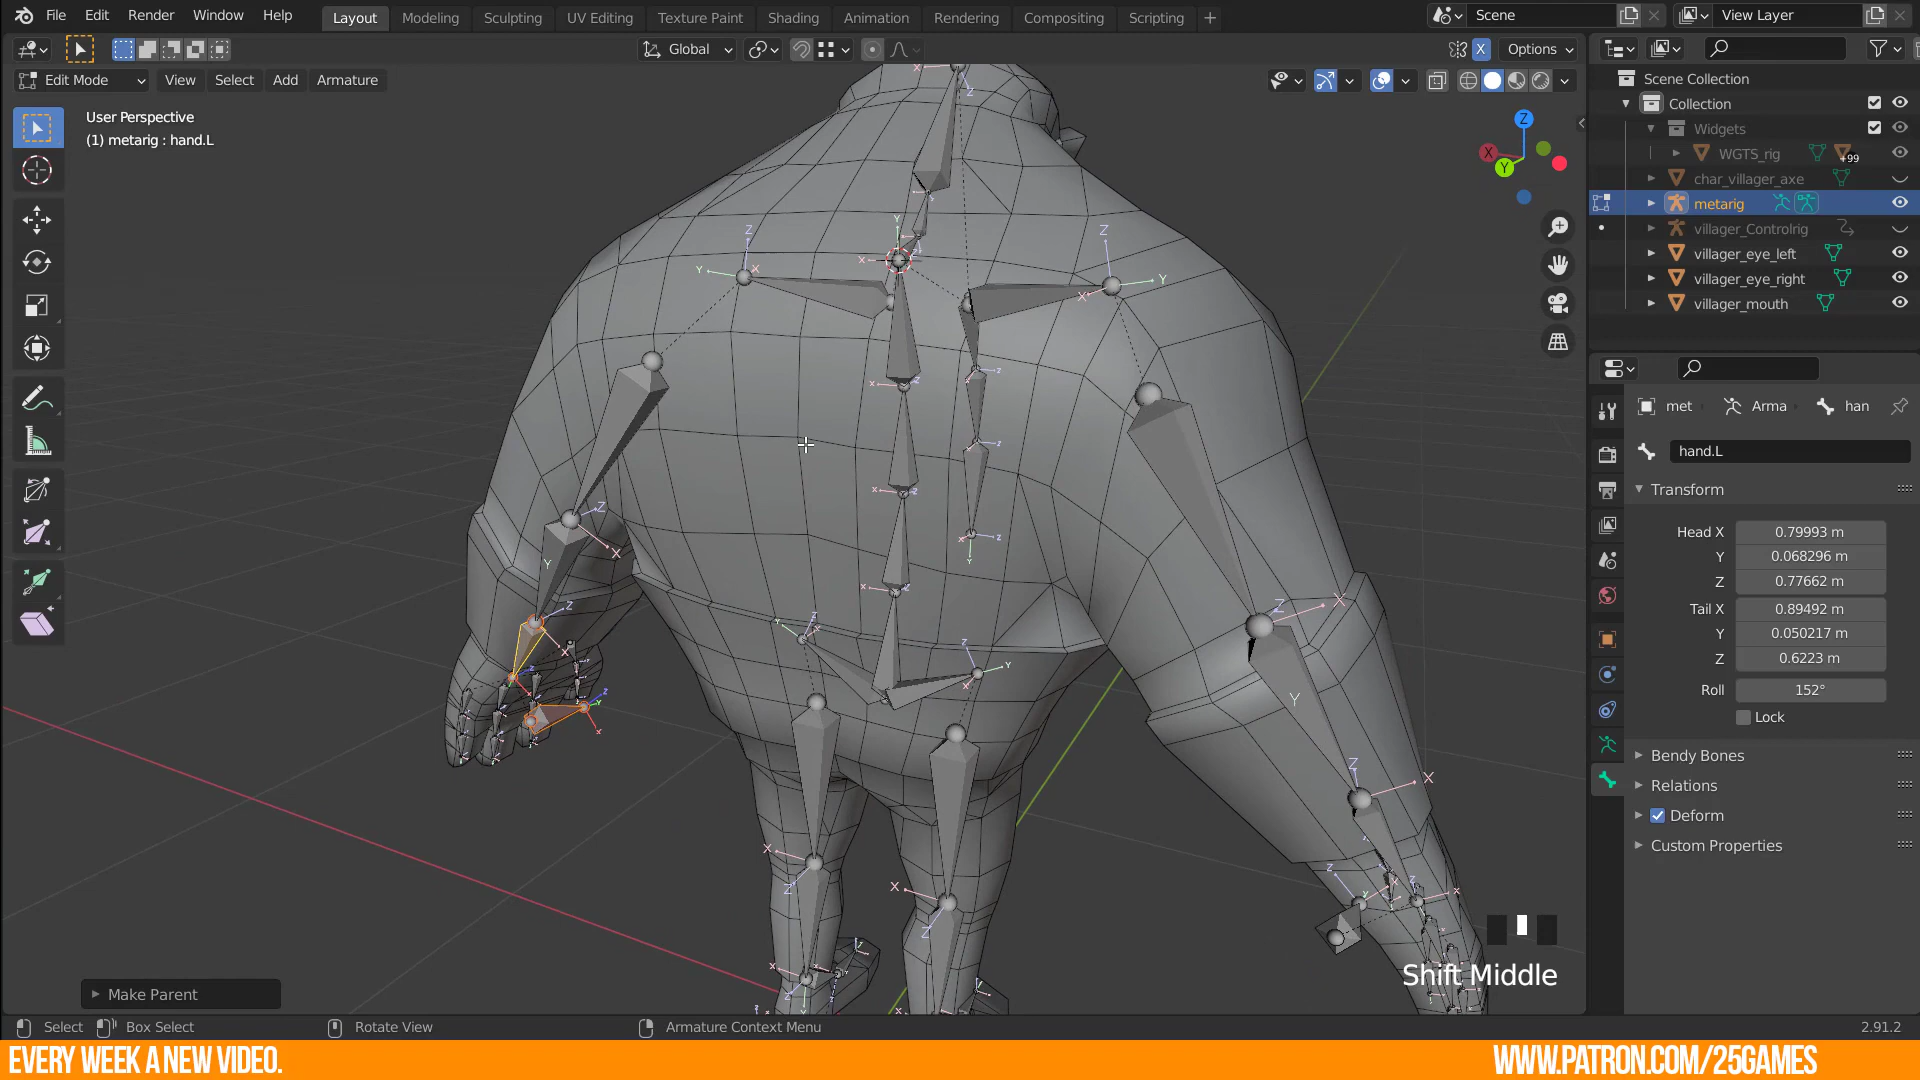 File Edit Render Window Help Layout Modeling Sculpting UV Editing Texture Paint Shading Animation Rendering Compositing Scripting + Scene View Layer
Global Options
Edit Mode View Select Add Armature
User Perspective
(1) metarig : hand.L
Scene Collection
Collection
Widgets
WGTS_rig +99
char_villager_axe
metarig
villager_Controlrig
villager_eye_left
villager_eye_right
villager_mouth
met Arma han
hand.L
Transform
Head X 0.79993 m
Y 0.068296 m
Z 0.77662 m
Tail X 0.89492 m
Y 0.050217 m
Z 0.6223 m
Roll 152°
Lock
Bendy Bones
Relations
Deform
Custom Properties
Shift Middle
Make Parent
Select Box Select Rotate View Armature Context Menu 2.91.2
EVERY WEEK A NEW VIDEO. WWW.PATRON.COM/25GAMES